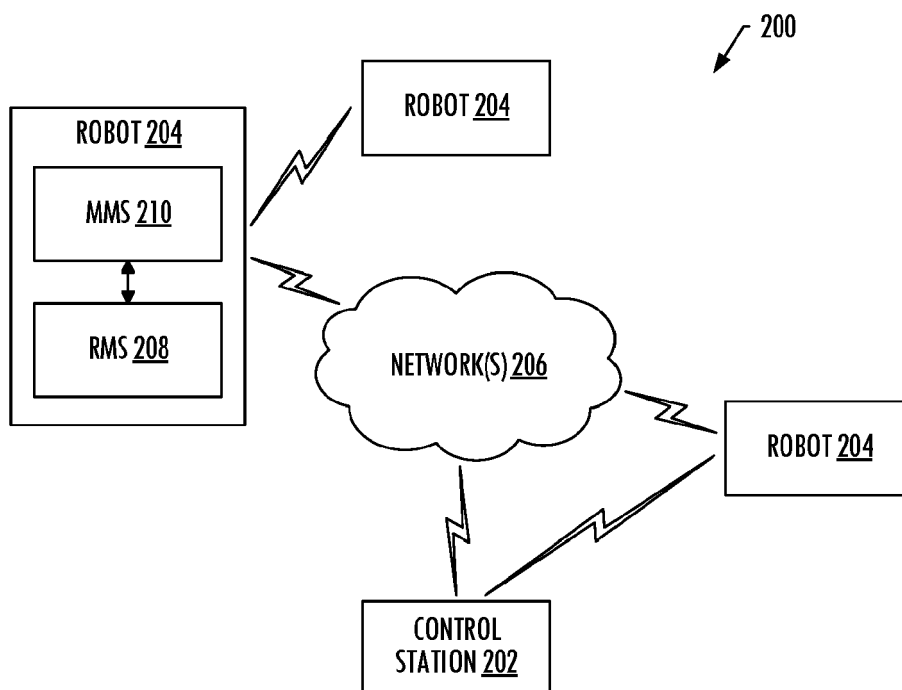 200
ROBOT 204
ROBOT 204
MMS 210
RMS 208
NETWORK(S) 206
ROBOT 204
CONTROL
STATION 202